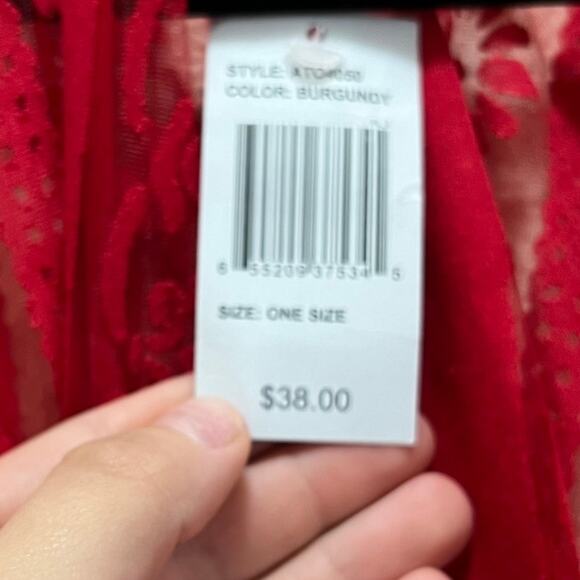 STYLE:
COLOR: BURGUNDY
6 55209 37534 5
SIZE: ONE SIZE
$38.00